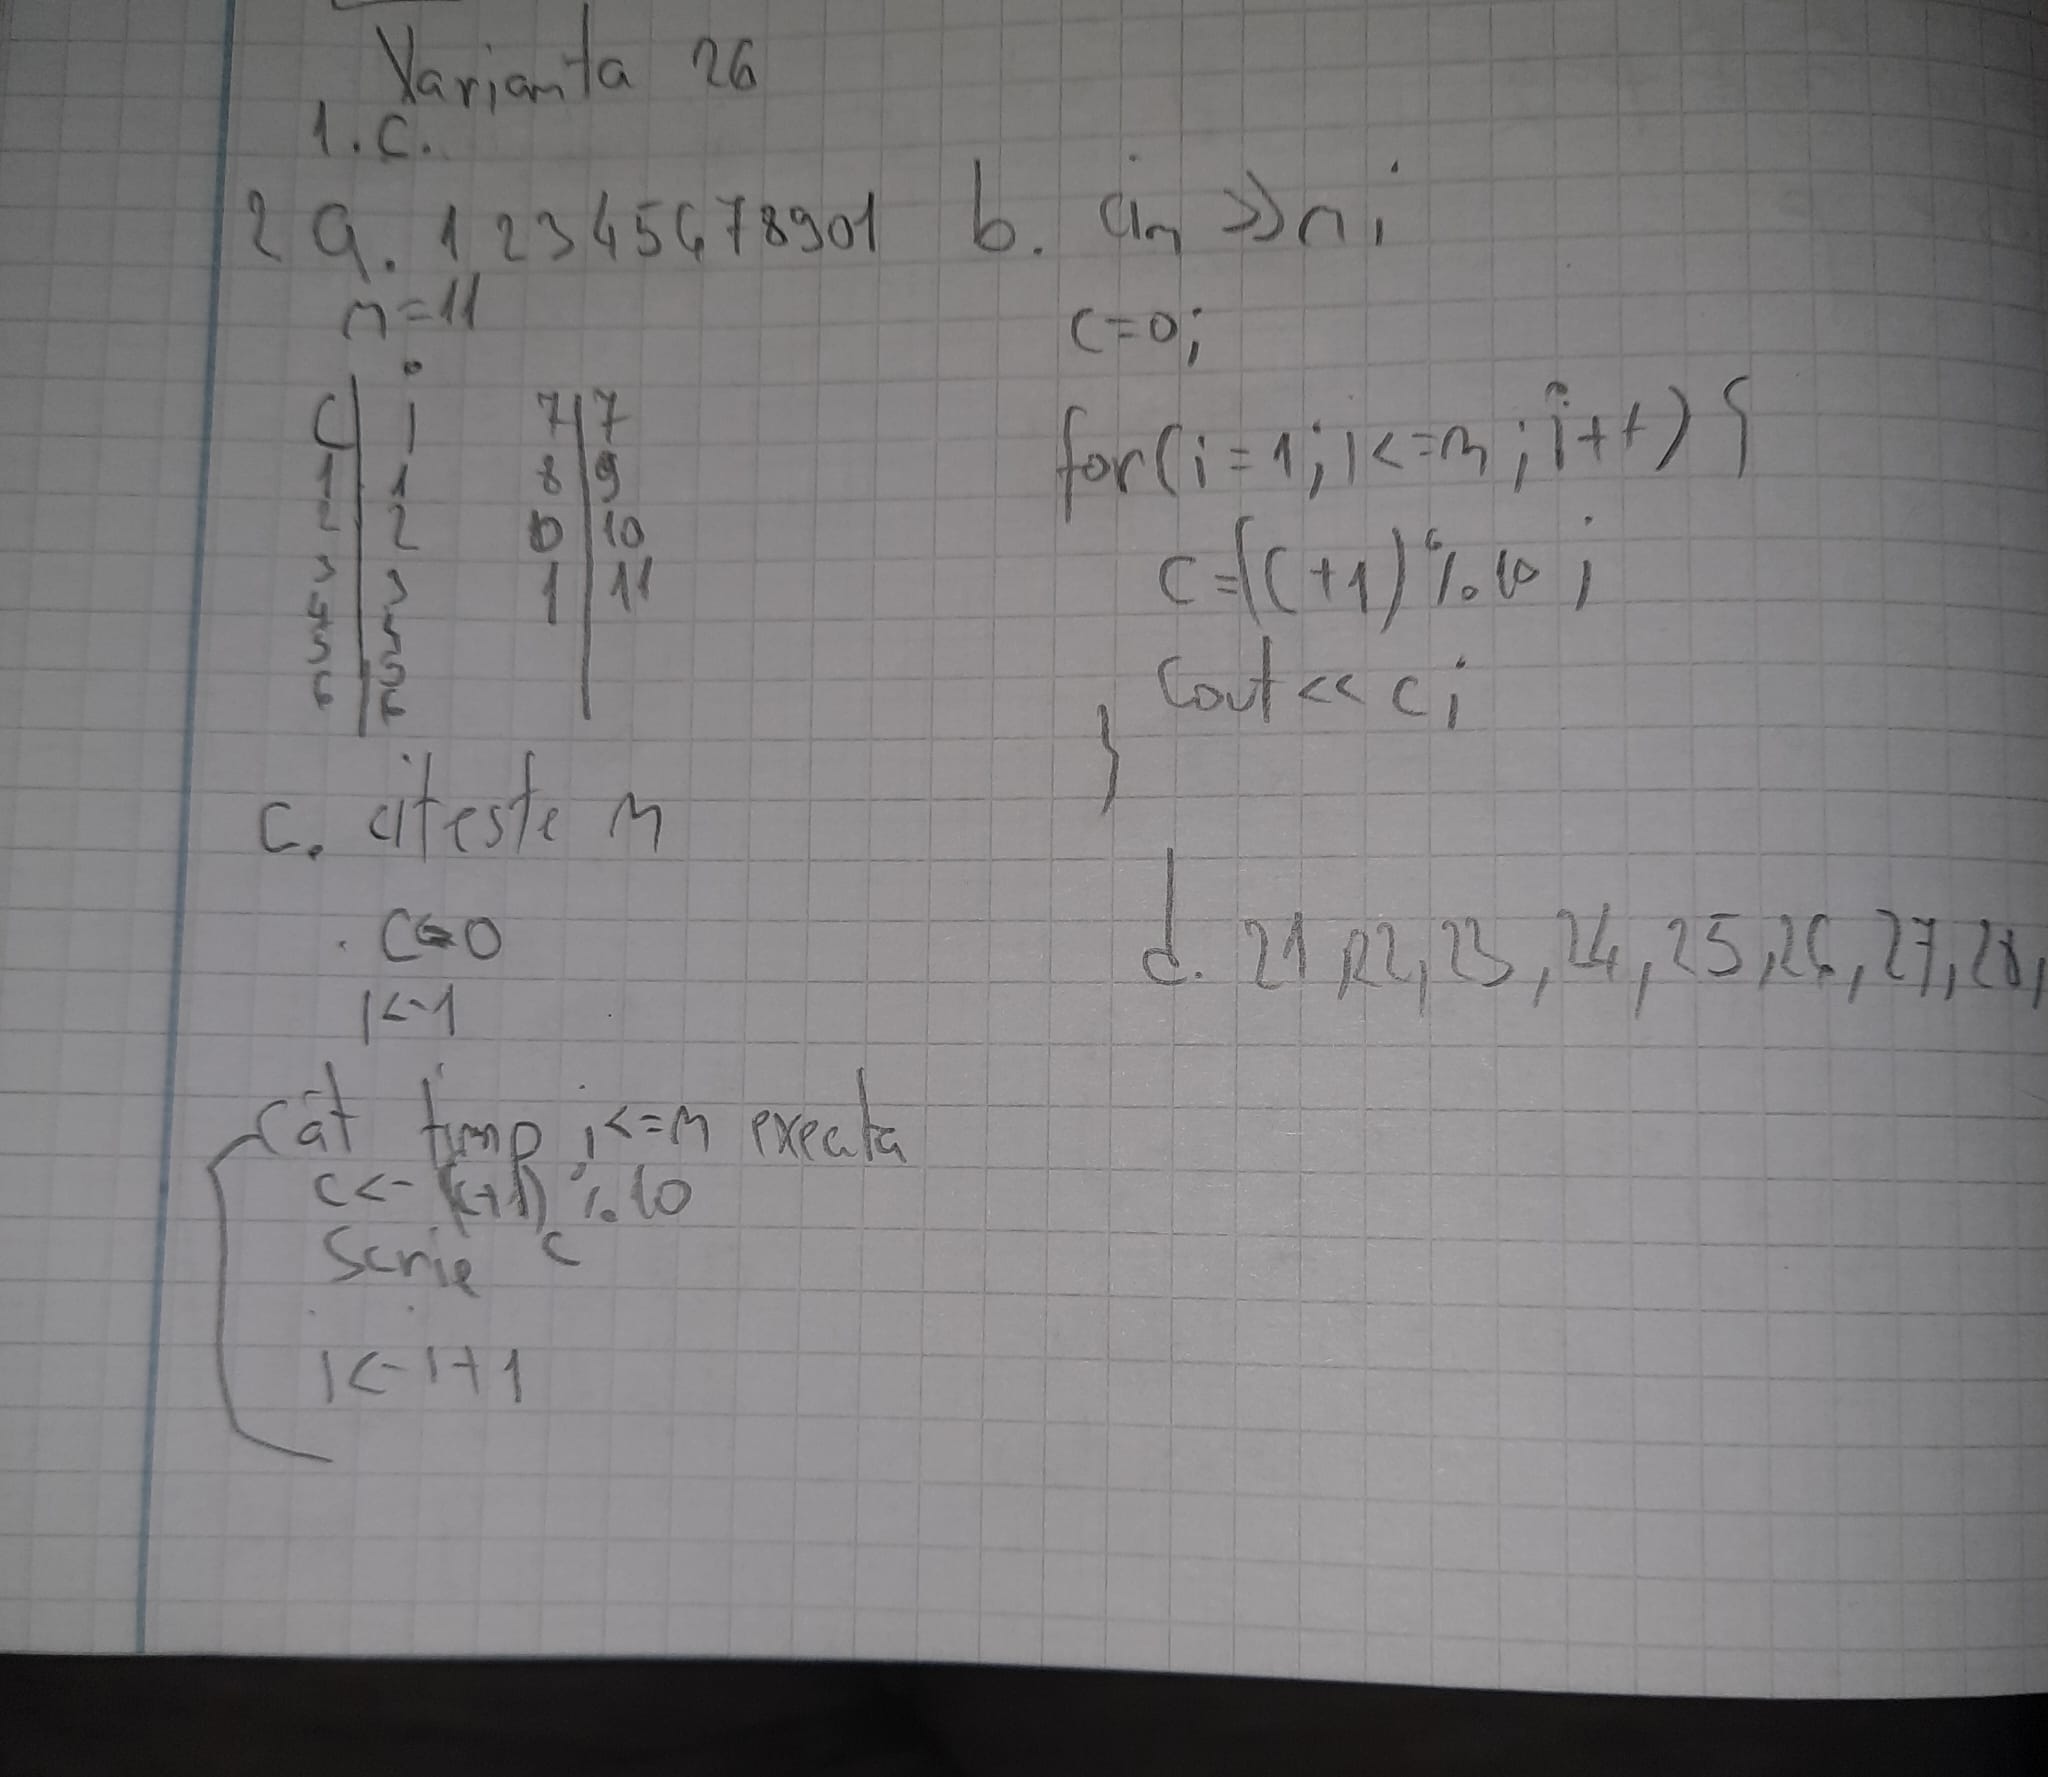 Varianta 26
1. C.
2 a. 12345678901
n=11
C | i
1 | 1
2 | 2
3 | 3
4 | 4
5 | 5
6 | 6
7 | 7
8 | 9
0 | 10
1 | 11
b. cin >> n;
c=0;
for(i=1;i<=n;i++){
c=(c+1)%10;
cout<<c;
}
c. citeste n
c<-0
i<-1
cât timp i<=n executa
c<-(c+1)%10
scrie c
i<-i+1
d. 21,22,23,24,25,26,27,28,